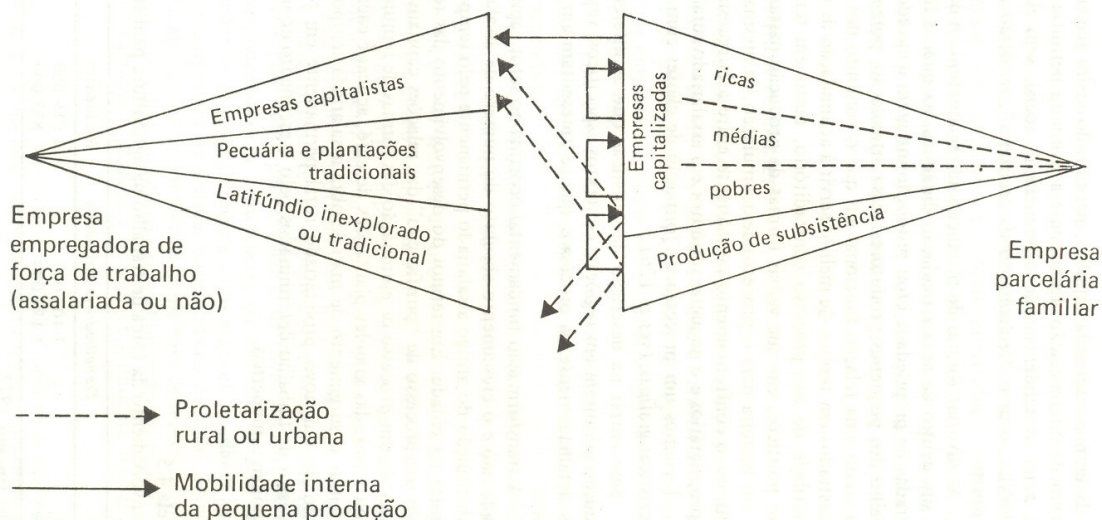 Empresas capitalistas
Pecuária e plantações
tradicionais
Latifúndio inexplorado
ou tradicional
Empresa
empregadora de
força de trabalho
(assalariada ou não)
Empresas
capitalizadas
ricas
médias
pobres
Produção de subsistência
Empresa
parcelária
familiar
Proletarização
rural ou urbana
Mobilidade interna
da pequena produção